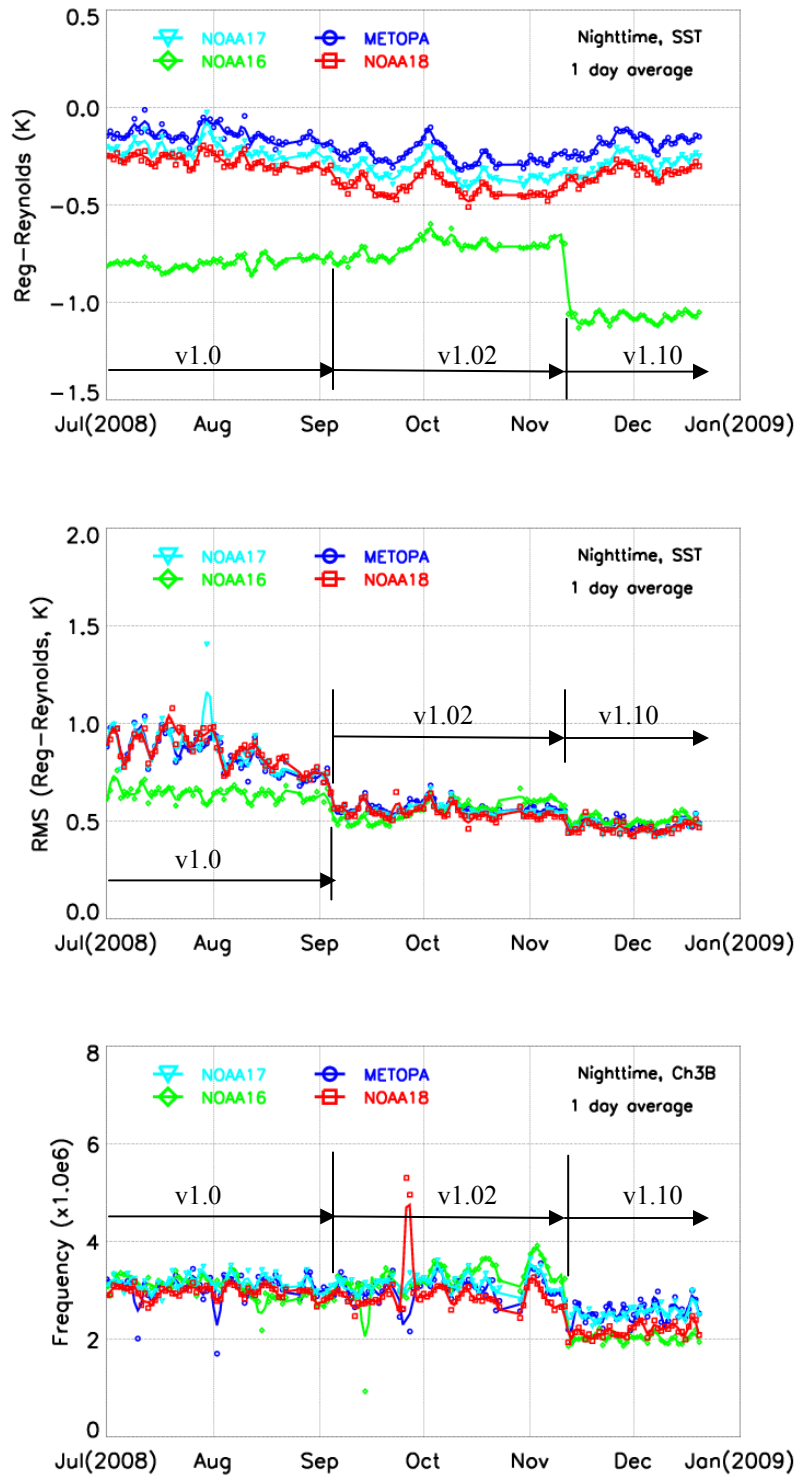 0.5
0.0
−0.5
−1.0
−1.5
Reg−Reynolds (K)
NOAA17 METOPA
NOAA16 NOAA18
Nighttime, SST
1 day average
v1.0 v1.02 v1.10
Jul(2008) Aug Sep Oct Nov Dec Jan(2009)
2.0
1.5
1.0
0.5
0.0
RMS (Reg−Reynolds, K)
NOAA17 METOPA
NOAA16 NOAA18
Nighttime, SST
1 day average
v1.02 v1.10
v1.0
Jul(2008) Aug Sep Oct Nov Dec Jan(2009)
8
6
4
2
0
Frequency (x1.0e6)
NOAA17 METOPA
NOAA16 NOAA18
Nighttime, Ch3B
1 day average
v1.0 v1.02 v1.10
Jul(2008) Aug Sep Oct Nov Dec Jan(2009)